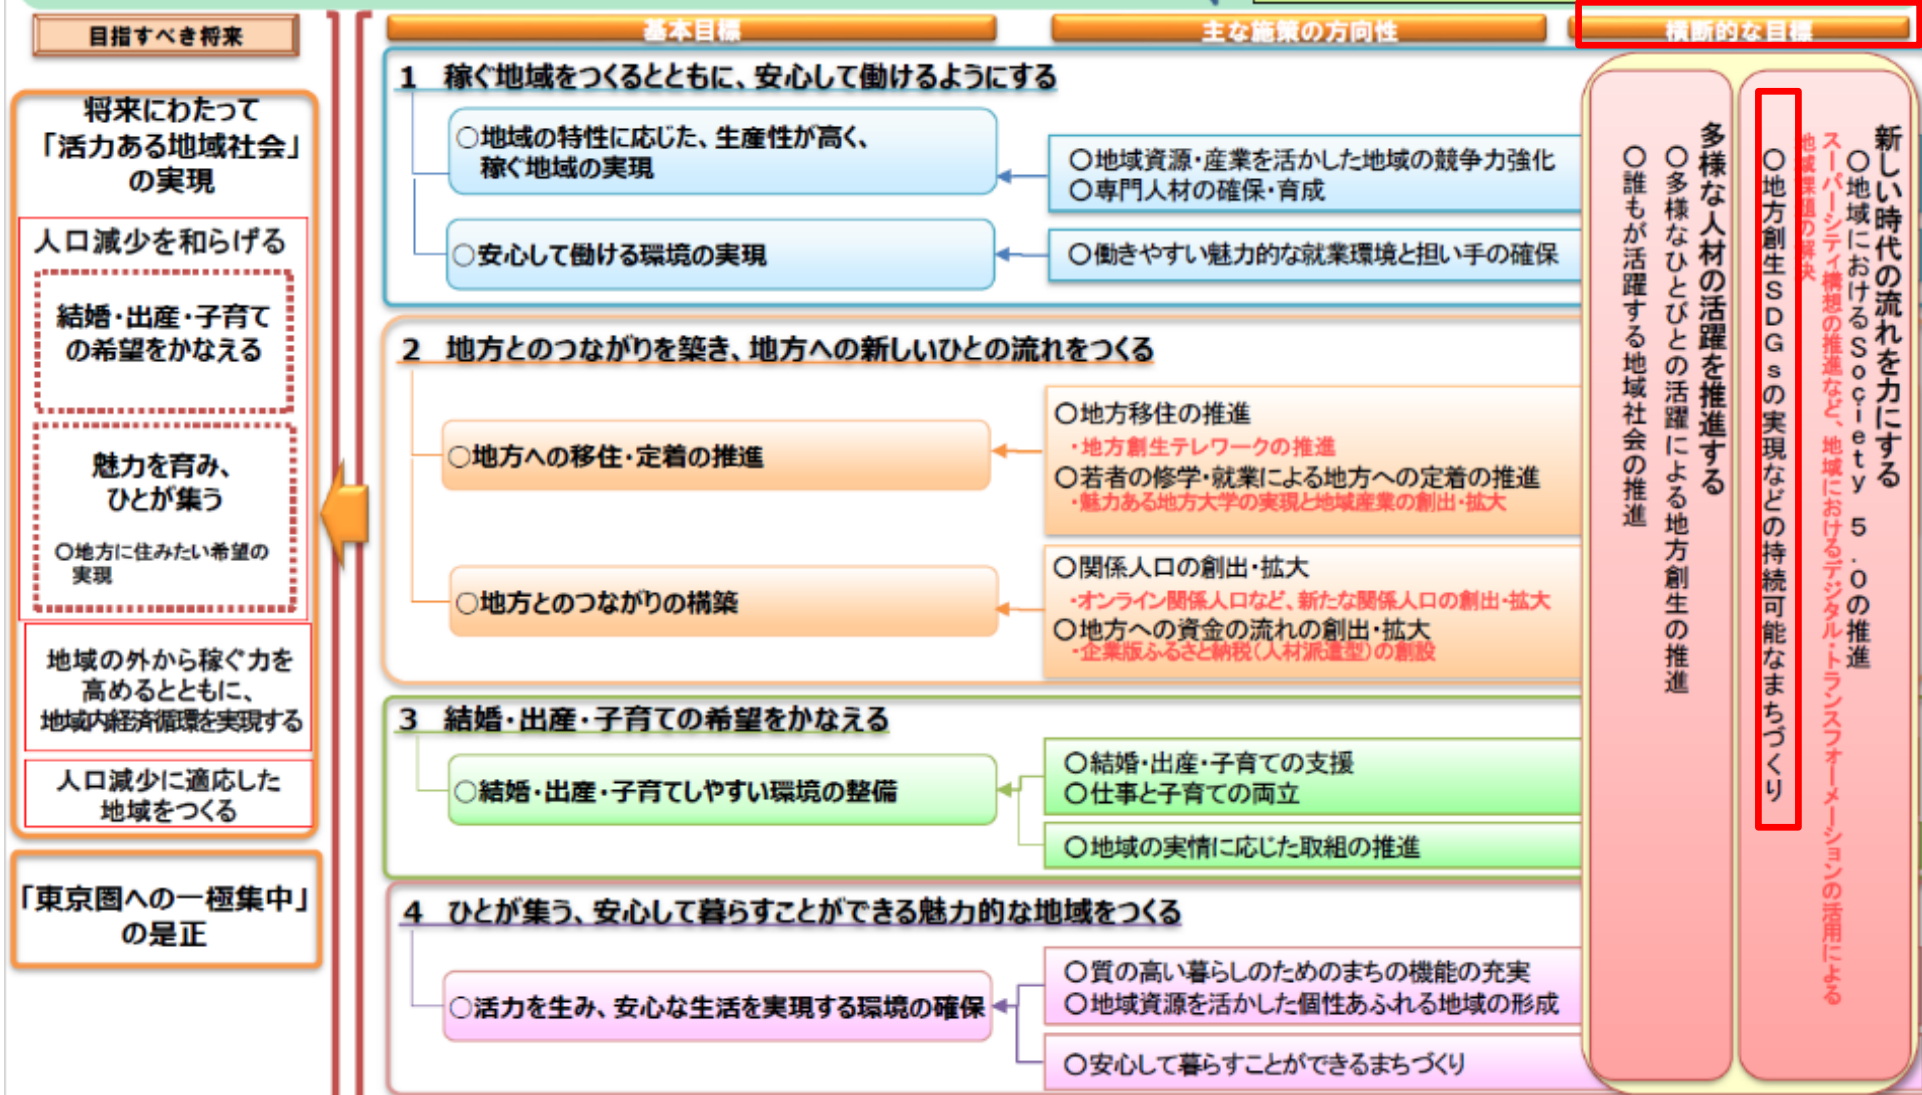 目指すべき将来
将来にわたって
「活力ある地域社会」
の実現
人口減少を和らげる
結婚・出産・子育て
の希望をかなえる
魅力を育み、
ひとが集う
○地方に住みたい希望の
実現
地域の外から稼ぐ力を
高めるとともに、
地域内経済循環を実現する
人口減少に適応した
地域をつくる
「東京圏への一極集中」
の是正
基本目標
主な施策の方向性
横断的な目標
1 稼ぐ地域をつくるとともに、安心して働けるようにする
○地域の特性に応じた、生産性が高く、
稼ぐ地域の実現
○地域資源・産業を活かした地域の競争力強化
○専門人材の確保・育成
○安心して働ける環境の実現
○働きやすい魅力的な就業環境と担い手の確保
2 地方とのつながりを築き、地方への新しいひとの流れをつくる
○地方への移住・定着の推進
○地方移住の推進
・地方創生テレワークの推進
○若者の修学・就業による地方への定着の推進
・魅力ある地方大学の実現と地域産業の創出・拡大
○地方とのつながりの構築
○関係人口の創出・拡大
・オンライン関係人口など、新たな関係人口の創出・拡大
○地方への資金の流れの創出・拡大
・企業版ふるさと納税(人材派遣型)の創設
3 結婚・出産・子育ての希望をかなえる
○結婚・出産・子育てしやすい環境の整備
○結婚・出産・子育ての支援
○仕事と子育ての両立
○地域の実情に応じた取組の推進
4 ひとが集う、安心して暮らすことができる魅力的な地域をつくる
○活力を生み、安心な生活を実現する環境の確保
○質の高い暮らしのためのまちの機能の充実
○地域資源を活かした個性あふれる地域の形成
○安心して暮らすことができるまちづくり
新しい時代の流れを力にする
○地域におけるSociety 5.0の推進
スーパーシティ構想の推進など、地域におけるデジタル・トランスフォーメーションの活用による
地域課題の解決
○地方創生SDGsの実現などの持続可能なまちづくり
多様な人材の活躍を推進する
○多様なひとびとの活躍による地方創生の推進
○誰もが活躍する地域社会の推進